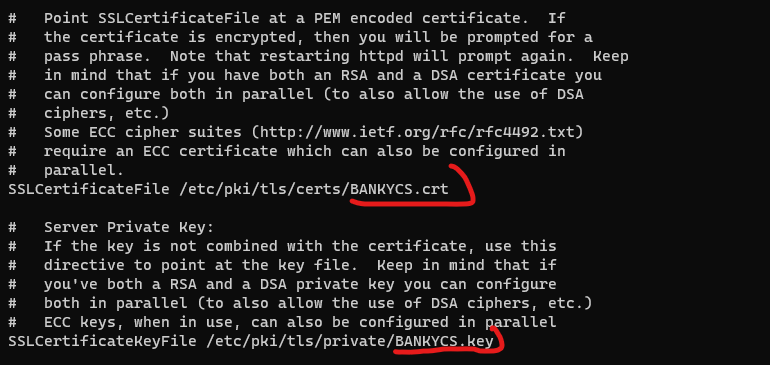 #   Point SSLCertificateFile at a PEM encoded certificate.  If
#   the certificate is encrypted, then you will be prompted for a
#   pass phrase.  Note that restarting httpd will prompt again.  Keep
#   in mind that if you have both an RSA and a DSA certificate you
#   can configure both in parallel (to also allow the use of DSA
#   ciphers, etc.)
#   Some ECC cipher suites (http://www.ietf.org/rfc/rfc4492.txt)
#   require an ECC certificate which can also be configured in
#   parallel.
SSLCertificateFile /etc/pki/tls/certs/BANKYCS.crt

#   Server Private Key:
#   If the key is not combined with the certificate, use this
#   directive to point at the key file.  Keep in mind that if
#   you've both a RSA and a DSA private key you can configure
#   both in parallel (to also allow the use of DSA ciphers, etc.)
#   ECC keys, when in use, can also be configured in parallel
SSLCertificateKeyFile /etc/pki/tls/private/BANKYCS.key